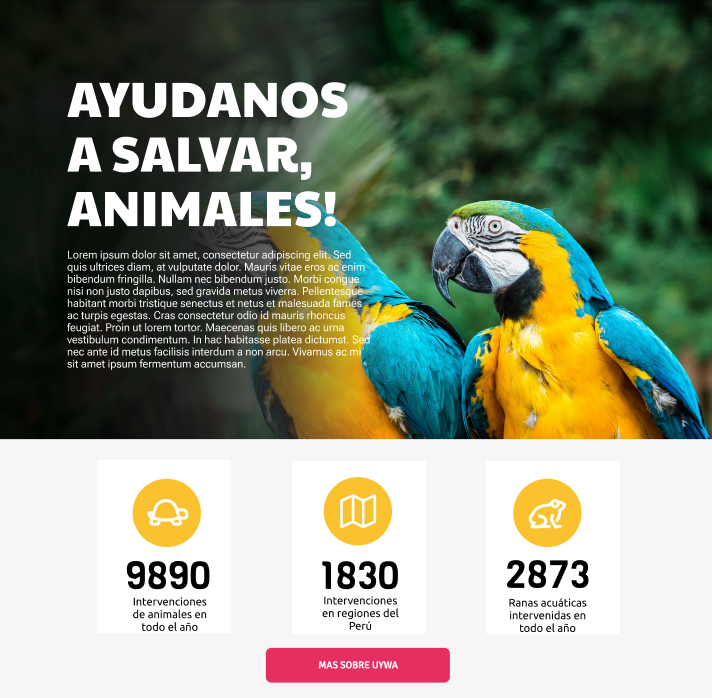 AYUDANOS
A SALVAR,
ANIMALES!
Lorem ipsum dolor sit amet, consectetur adipiscing elit. Sed
quis ultrices diam, at vulputate dolor. Mauris vitae eros ac enim
bibendum fringilla. Nullam nec bibendum justo. Morbi congue
nisi non justo dapibus, sed gravida metus viverra. Pellentesque
habitant morbi tristique senectus et netus et malesuada fames
ac turpis egestas. Cras consectetur odio id mauris rhoncus
feugiat. Proin ut lorem tortor. Maecenas quis libero ac urna
vestibulum condimentum. In hac habitasse platea dictumst. Sed
nec ante id metus facilisis interdum a non arcu. Vivamus ac mi
sit amet ipsum fermentum accumsan.
9890
Intervenciones
de animales en
todo el año
1830
Intervenciones
en regiones del
Perú
2873
Ranas acuáticas
intervenidas en
todo el año
MAS SOBRE UYWA